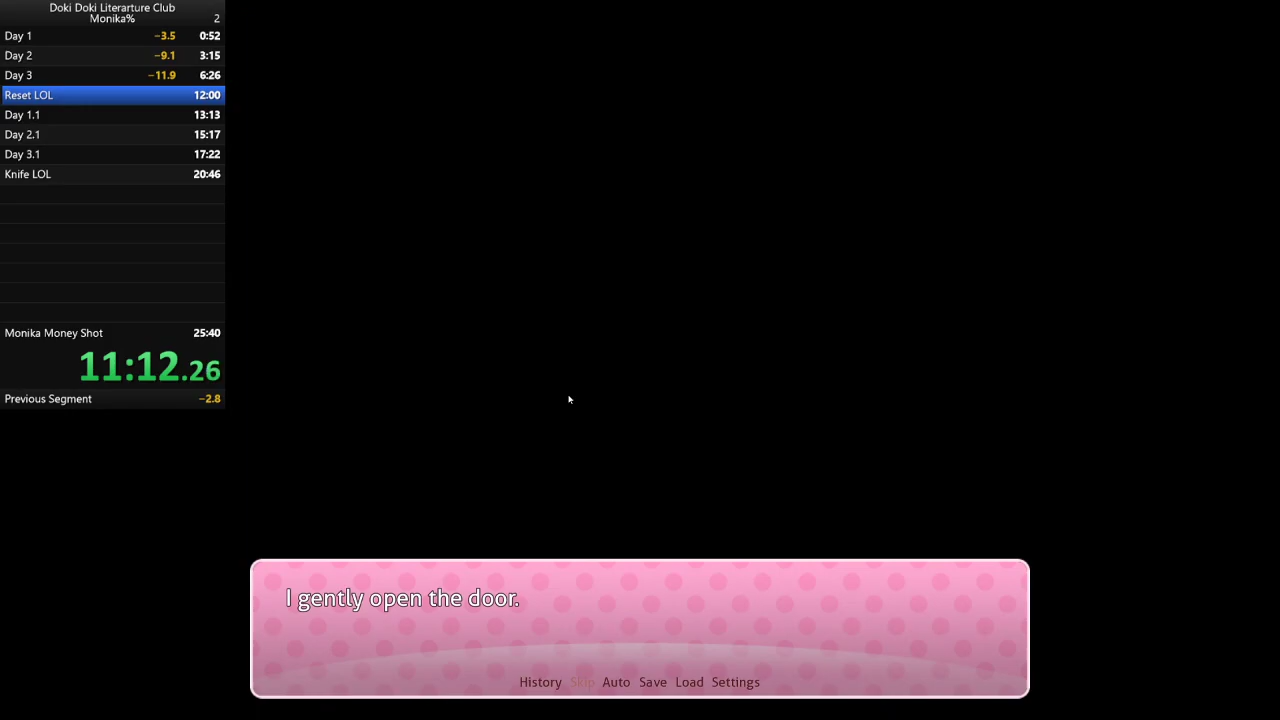 Doki Doki Literarture Club
Monika% 2
Day 1 −3.5 0:52
Day 2 −9.1 3:15
Day 3 −11.9 6:26
Reset LOL 12:00
Day 1.1 13:13
Day 2.1 15:17
Day 3.1 17:22
Knife LOL 20:46
Monika Money Shot 25:40
11:12.26
Previous Segment −2.8
I gently open the door.
History Skip Auto Save Load Settings